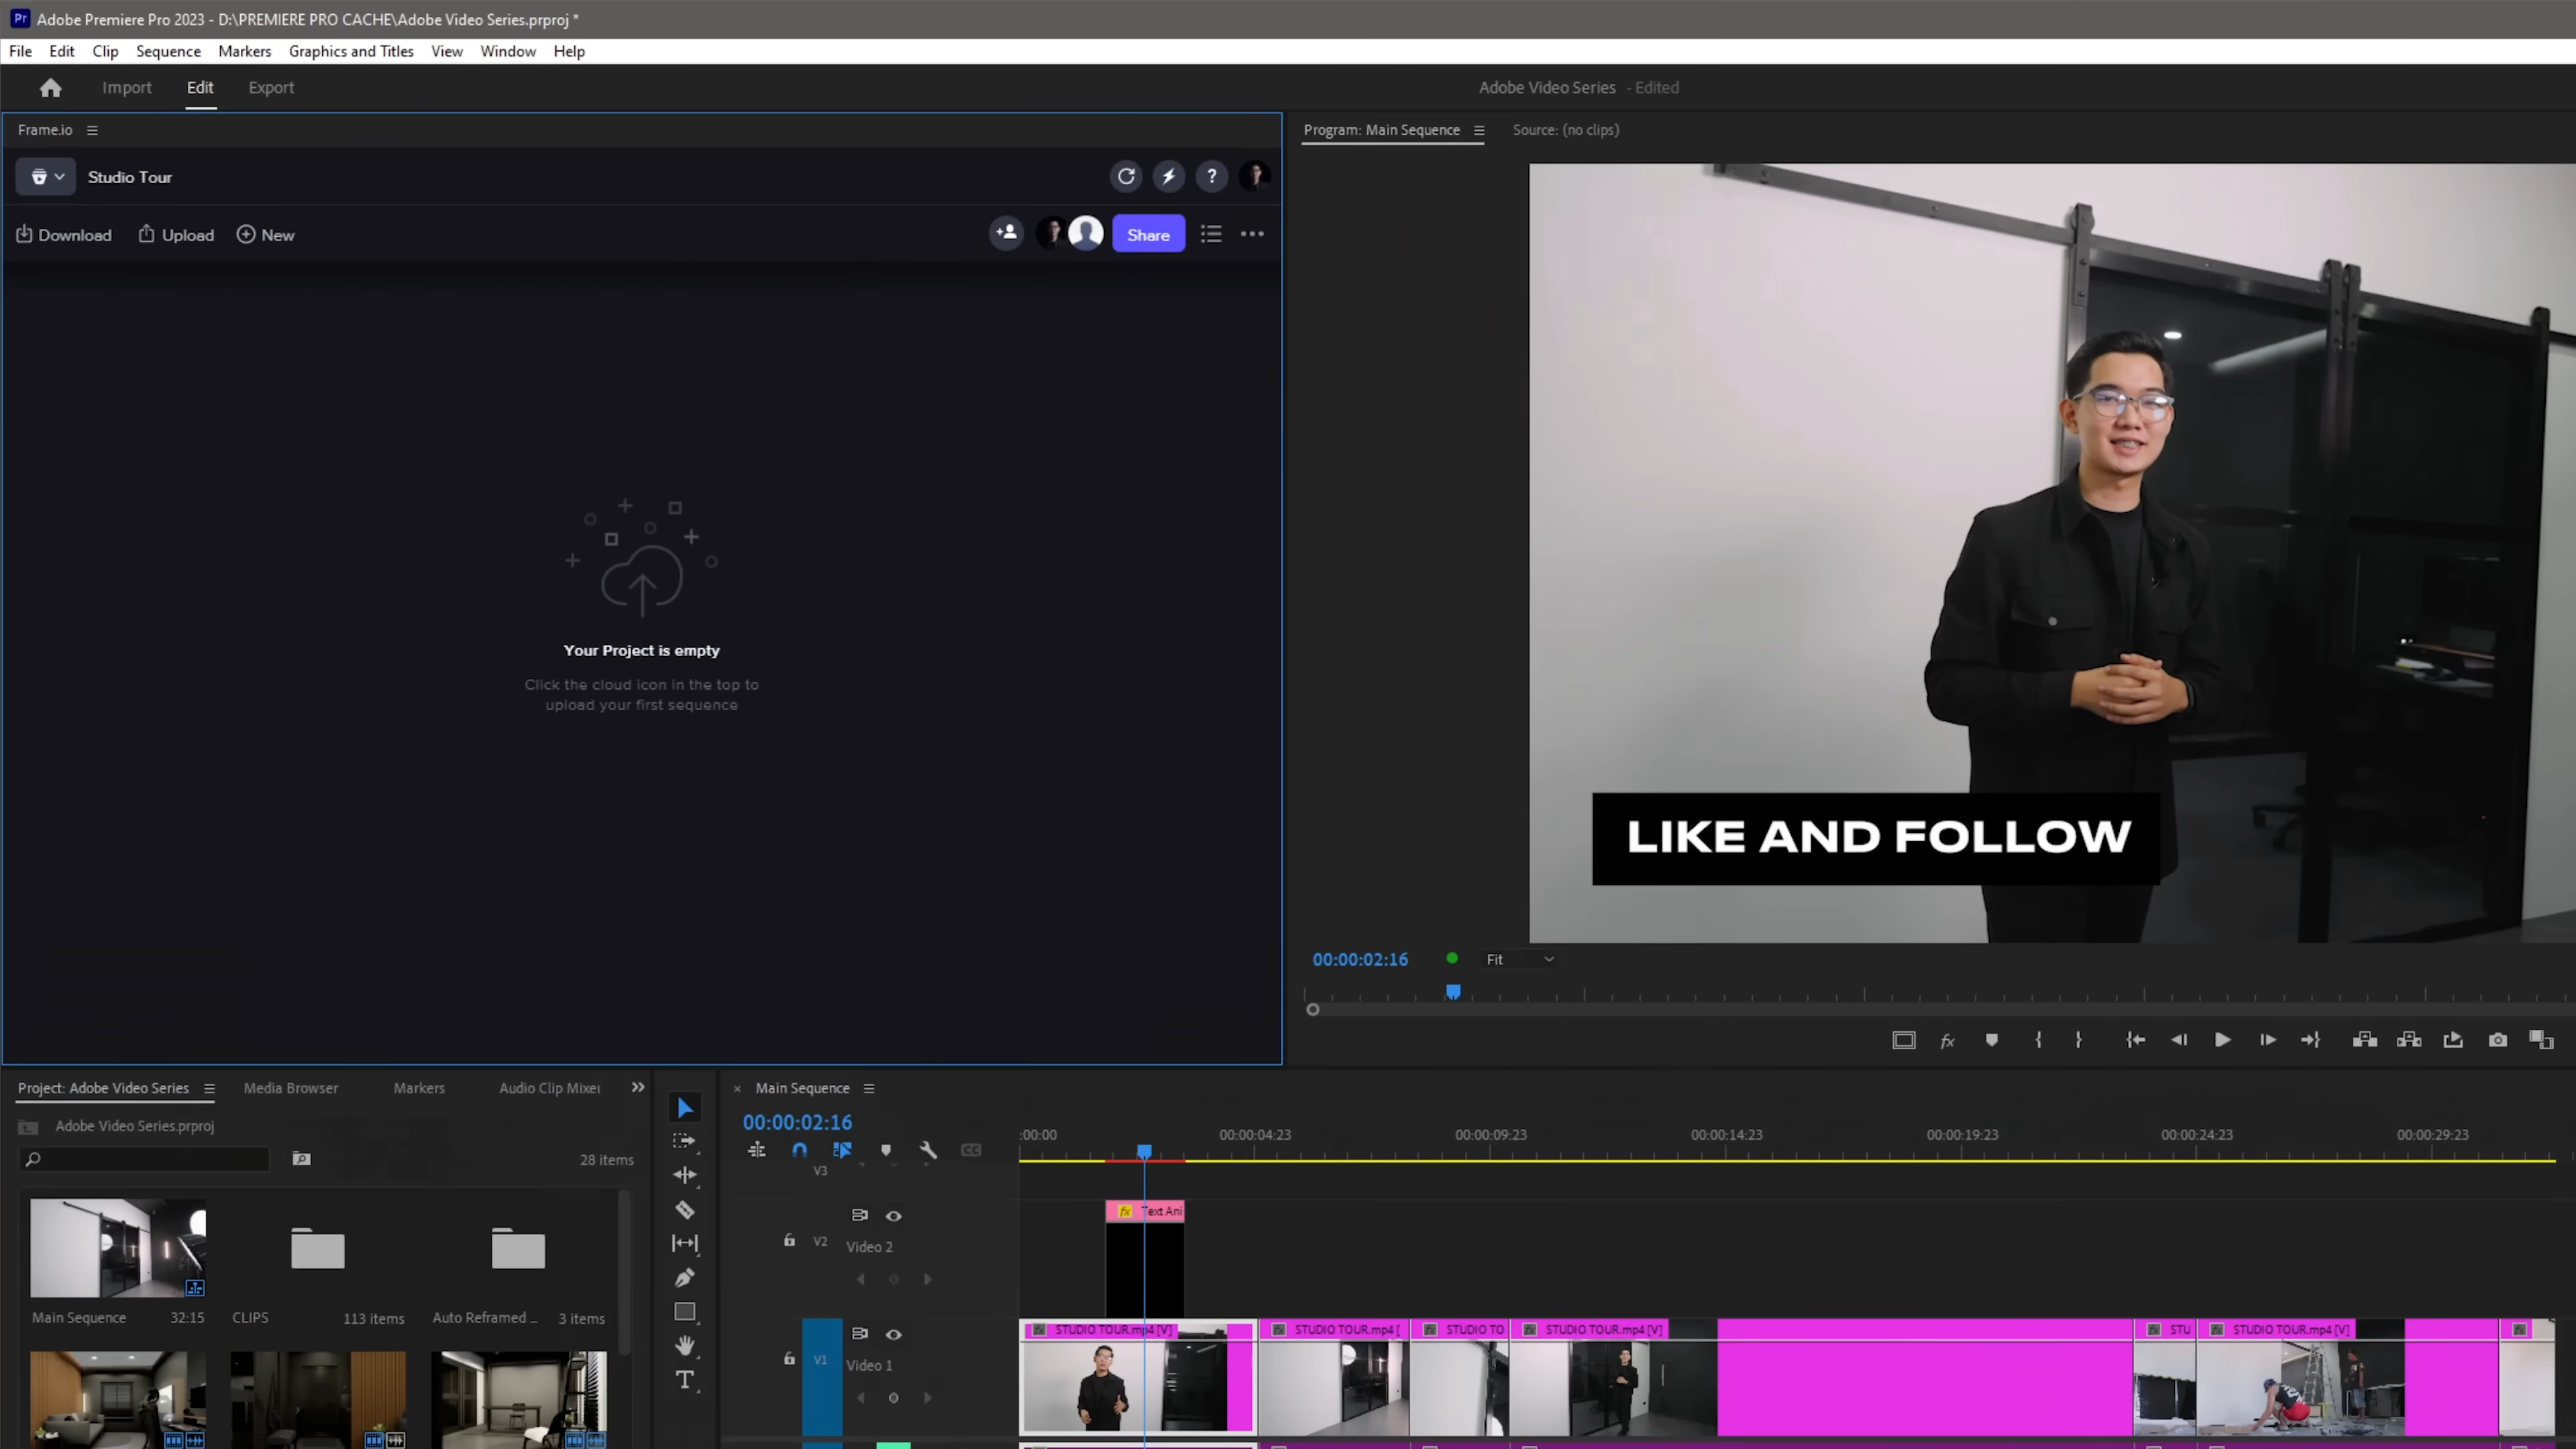 Adobe Premiere Pro 2023 - D:\PREMIERE PRO CACHE\Adobe Video Series.prproj *
File Edit Clip Sequence Markers Graphics and Titles View Window Help
Import Edit Export
Adobe Video Series - Edited
Frame.io
Program: Main Sequence Source: (no clips)
Studio Tour
?
Download Upload New
Share
Your Project is empty
Click the cloud icon in the top to
upload your first sequence
LIKE AND FOLLOW
00:00:02:16 Fit
Project: Adobe Video Series Media Browser Markers Audio Clip Mixer
Main Sequence
Adobe Video Series.prproj
00:00:02:16
28 items
:00:00 00:00:04:23 00:00:09:23 00:00:14:23 00:00:19:23 00:00:24:23 00:00:29:23
V3
fx Text Ani
V2 Video 2
Main Sequence 32:15
CLIPS 113 items
Auto Reframed ... 3 items
STUDIO TOUR.mp4 [V] STUDIO TOUR.mp4 [ STUDIO TO STUDIO TOUR.mp4 [V] STU STUDIO TOUR.mp4 [V]
V1 Video 1